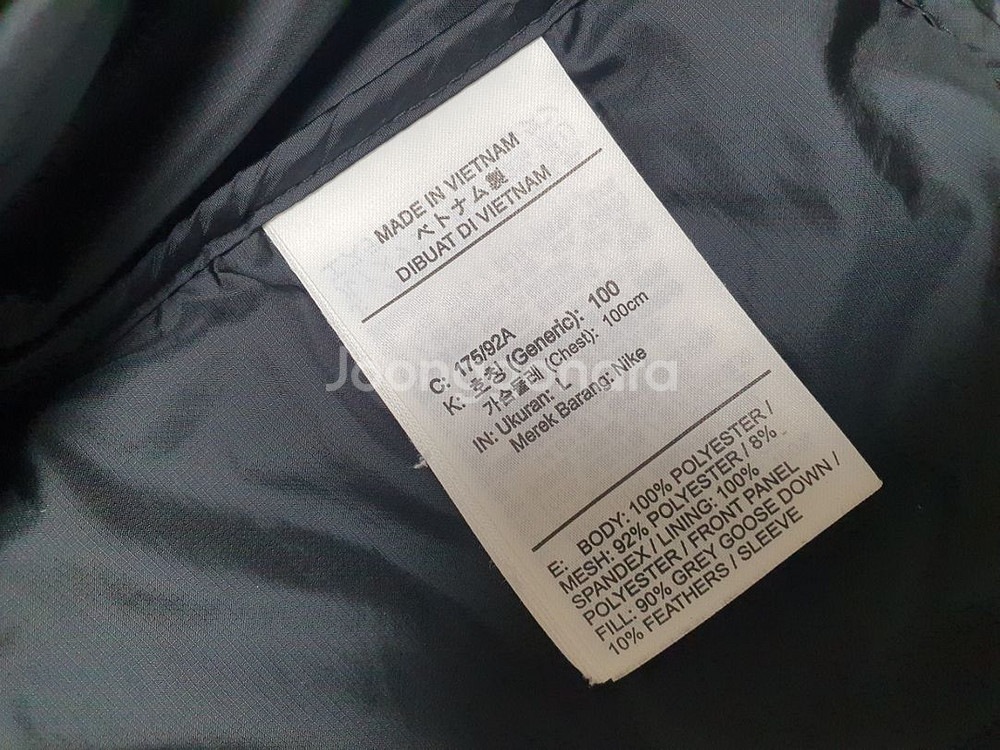 MADE IN VIETNAM
ベトナム製
DIBUAT DI VIETNAM
C: 175/92A
K: 호칭 (Generic): 100
가슴둘레 (Chest): 100cm
IN: Ukuran: L
Merek Barang: Nike
E: BODY: 100% POLYESTER /
MESH: 92% POLYESTER / 8%
SPANDEX / LINING: 100%
POLYESTER / FRONT PANEL
FILL: 90% GREY GOOSE DOWN /
10% FEATHERS / SLEEVE
Joonggonara